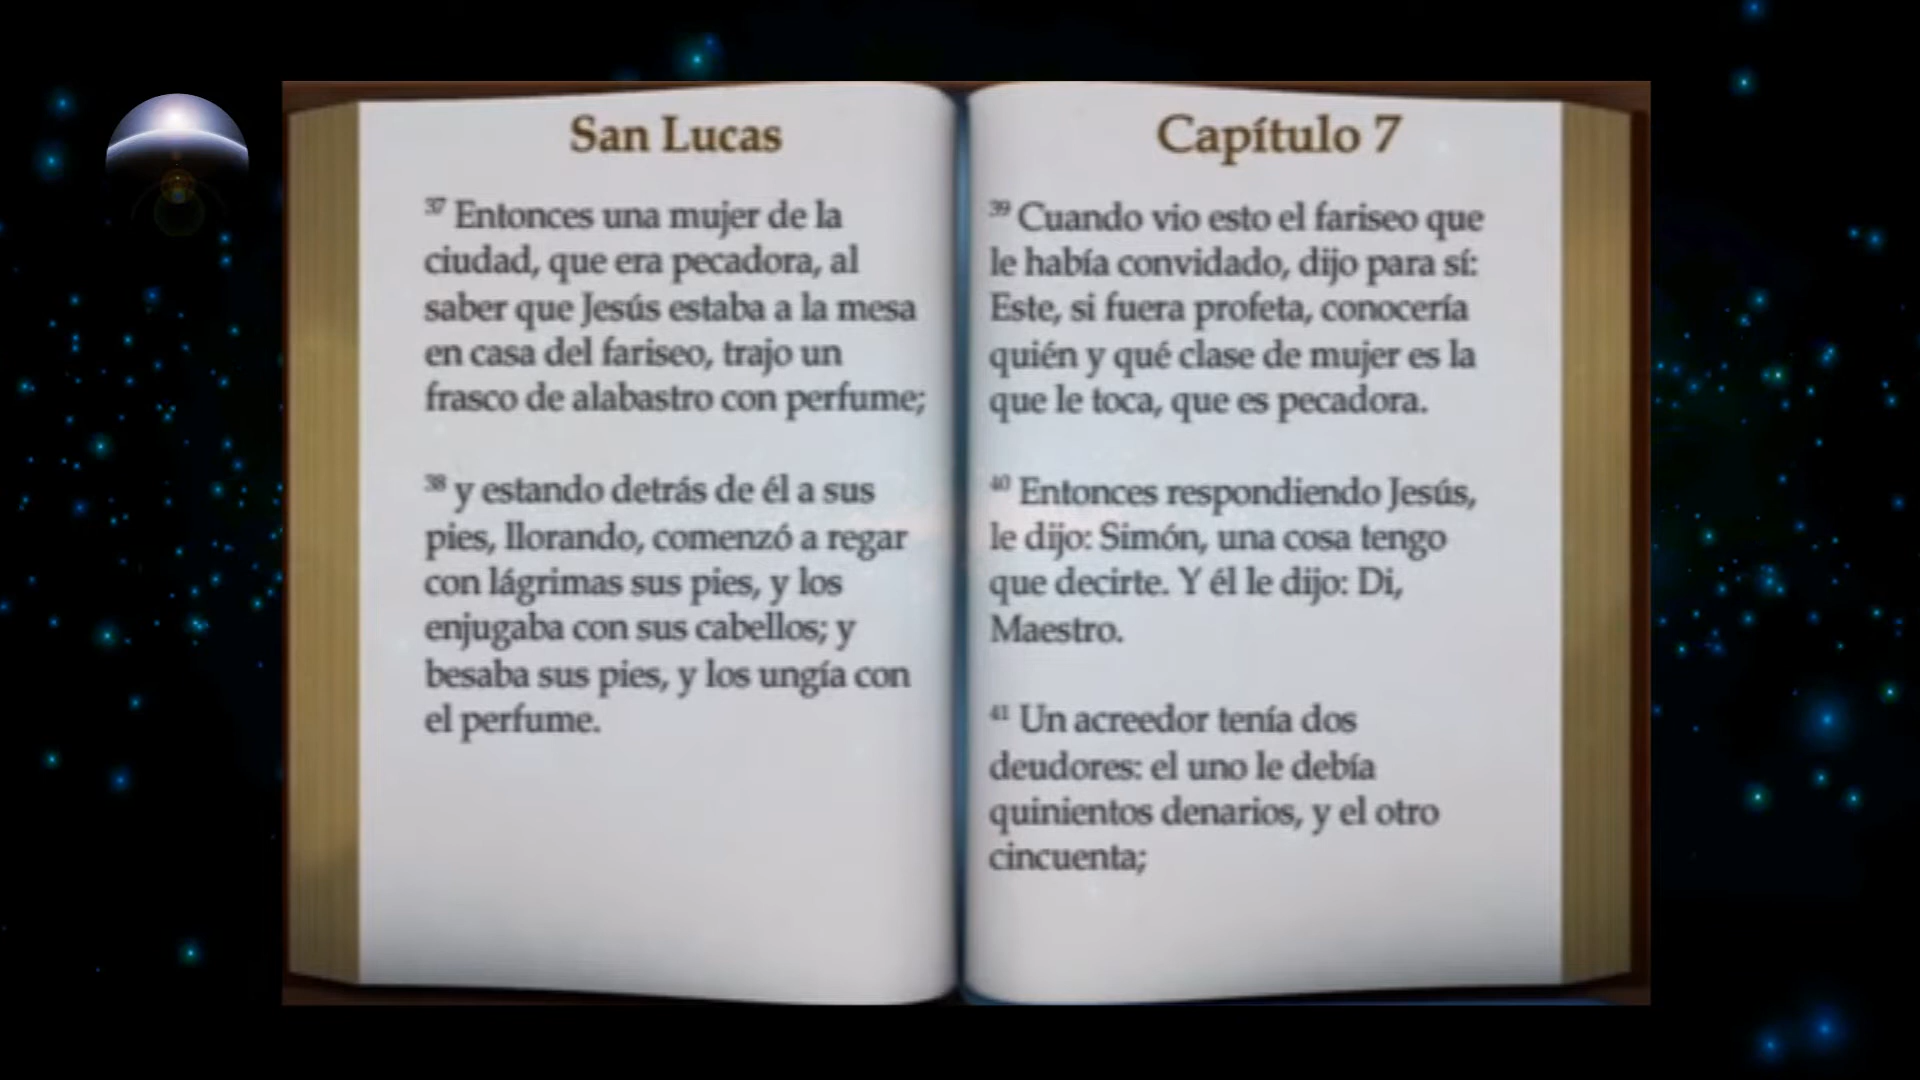 San Lucas
37 Entonces una mujer de la
ciudad, que era pecadora, al
saber que Jesús estaba a la mesa
en casa del fariseo, trajo un
frasco de alabastro con perfume;
38 y estando detrás de él a sus
pies, llorando, comenzó a regar
con lágrimas sus pies, y los
enjugaba con sus cabellos; y
besaba sus pies, y los ungía con
el perfume.
Capítulo 7
39 Cuando vio esto el fariseo que
le había convidado, dijo para sí:
Este, si fuera profeta, conocería
quién y qué clase de mujer es la
que le toca, que es pecadora.
40 Entonces respondiendo Jesús,
le dijo: Simón, una cosa tengo
que decirte. Y él le dijo: Di,
Maestro.
41 Un acreedor tenía dos
deudores: el uno le debía
quinientos denarios, y el otro
cincuenta;